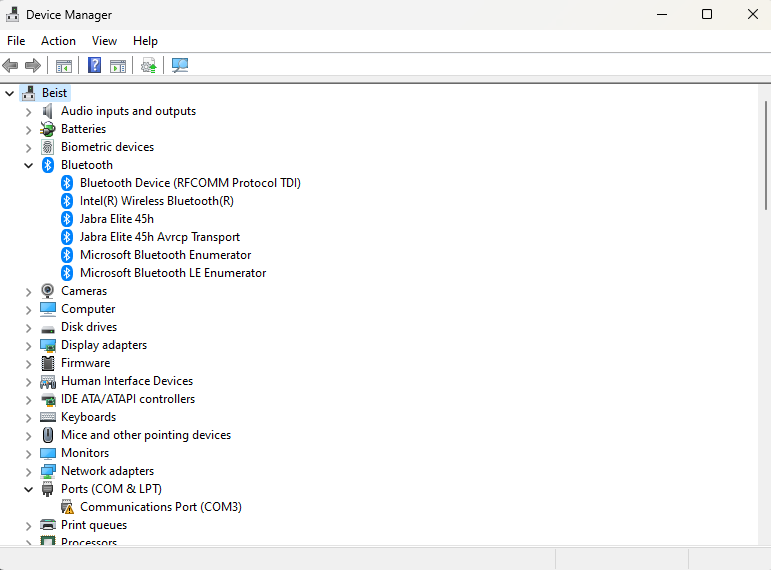 Device Manager
File Action View Help
Beist
Audio inputs and outputs
Batteries
Biometric devices
Bluetooth
Bluetooth Device (RFCOMM Protocol TDI)
Intel(R) Wireless Bluetooth(R)
Jabra Elite 45h
Jabra Elite 45h Avrcp Transport
Microsoft Bluetooth Enumerator
Microsoft Bluetooth LE Enumerator
Cameras
Computer
Disk drives
Display adapters
Firmware
Human Interface Devices
IDE ATA/ATAPI controllers
Keyboards
Mice and other pointing devices
Monitors
Network adapters
Ports (COM & LPT)
Communications Port (COM3)
Print queues
Processors